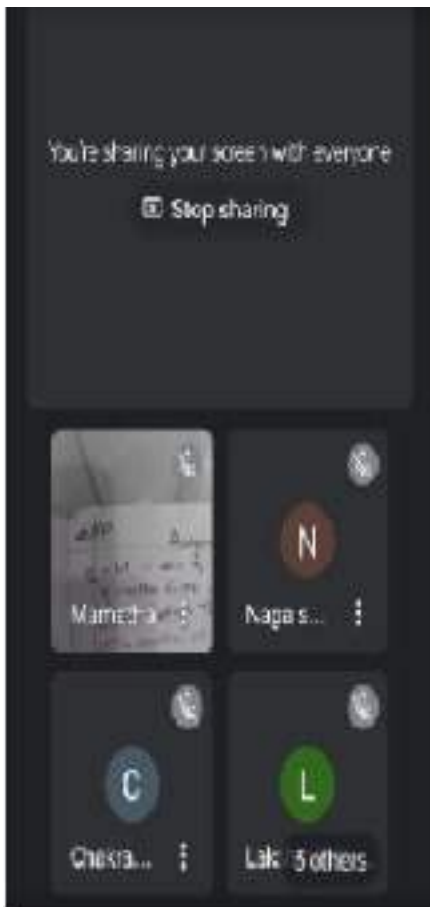 You're sharing your screen with everyone
Stop sharing
Mamatha
N
Naga s...
C
Chakra...
L
Lak
3 others